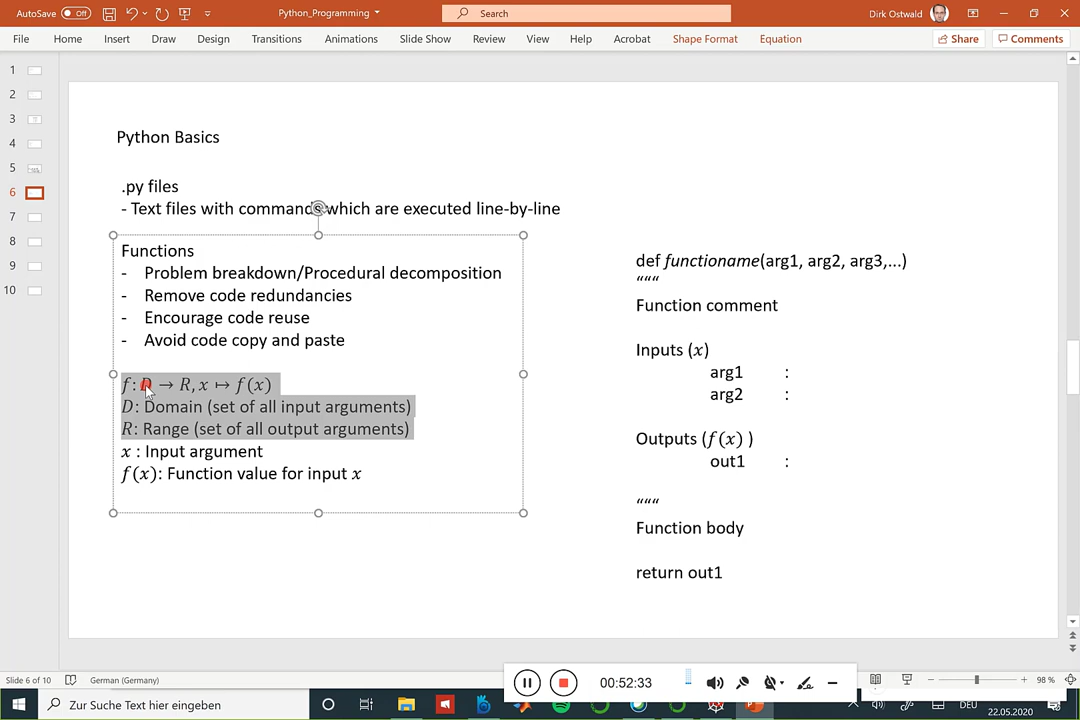 AutoSave Off Python_Programming Search Dirk Ostwald
File Home Insert Draw Design Transitions Animations Slide Show Review View Help Acrobat Shape Format Equation Share Comments
1
2
3
4
5
6
7
8
9
10
Python Basics
.py files
- Text files with commands which are executed line-by-line
Functions
- Problem breakdown/Procedural decomposition
- Remove code redundancies
- Encourage code reuse
- Avoid code copy and paste
f: D → R, x ↦ f(x)
D: Domain (set of all input arguments)
R: Range (set of all output arguments)
x : Input argument
f(x): Function value for input x
def functioname(arg1, arg2, arg3,...)
“““
Function comment
Inputs (x)
arg1 :
arg2 :
Outputs (f(x) )
out1 :
“““
Function body
return out1
Slide 6 of 10 German (Germany) 98 %
00:52:33
Zur Suche Text hier eingeben DEU 22.05.2020